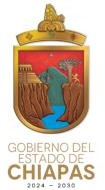 GOBIERNO DEL
ESTADO DE
CHIAPAS
2024 - 2030